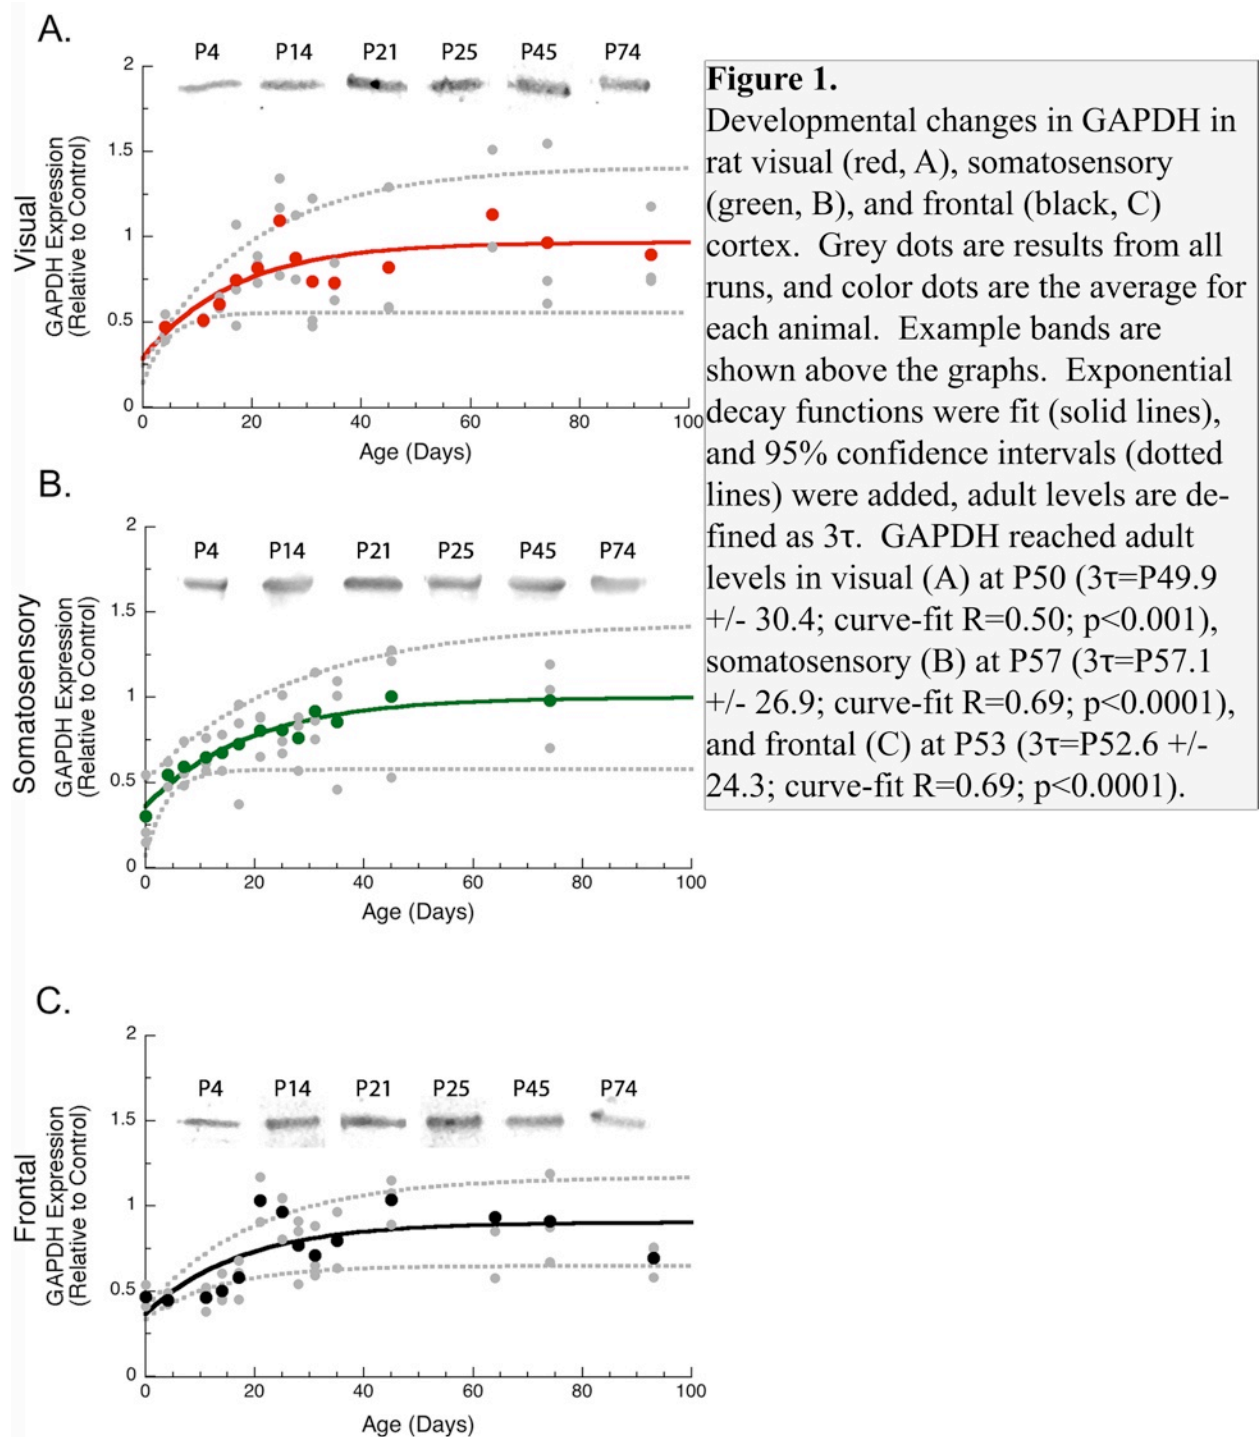 A.
P4 P14 P21 P25 P45 P74
Visual
GAPDH Expression
(Relative to Control)
2
1.5
1
0.5
0
0 20 40 60 80 100
Age (Days)
Figure 1.
Developmental changes in GAPDH in
rat visual (red, A), somatosensory
(green, B), and frontal (black, C)
cortex. Grey dots are results from all
runs, and color dots are the average for
each animal. Example bands are
shown above the graphs. Exponential
decay functions were fit (solid lines),
and 95% confidence intervals (dotted
lines) were added, adult levels are de-
fined as 3τ. GAPDH reached adult
levels in visual (A) at P50 (3τ=P49.9
+/- 30.4; curve-fit R=0.50; p<0.001),
somatosensory (B) at P57 (3τ=P57.1
+/- 26.9; curve-fit R=0.69; p<0.0001),
and frontal (C) at P53 (3τ=P52.6 +/-
24.3; curve-fit R=0.69; p<0.0001).
B.
P4 P14 P21 P25 P45 P74
Somatosensory
GAPDH Expression
(Relative to Control)
2
1.5
1
0.5
0
0 20 40 60 80 100
Age (Days)
C.
P4 P14 P21 P25 P45 P74
Frontal
GAPDH Expression
(Relative to Control)
2
1.5
1
0.5
0
0 20 40 60 80 100
Age (Days)